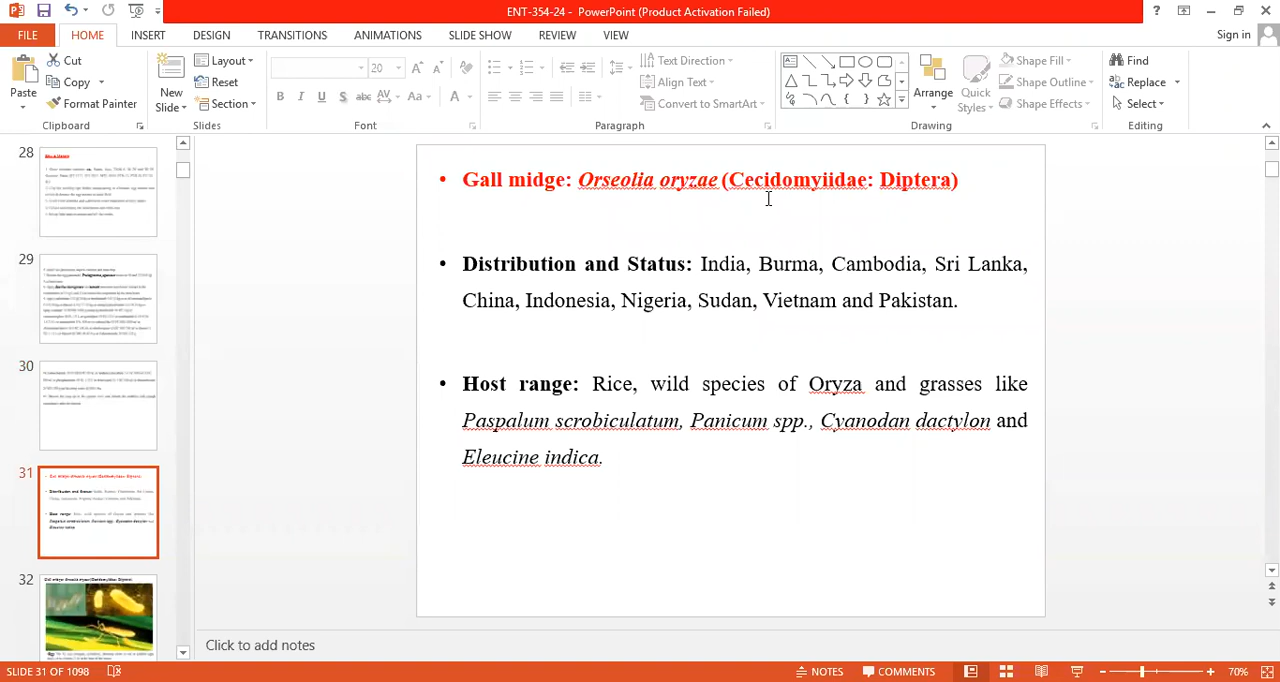 ENT-354-24 - PowerPoint (Product Activation Failed)
FILE HOME INSERT DESIGN TRANSITIONS ANIMATIONS SLIDE SHOW REVIEW VIEW Sign in
Paste
Cut
Copy
Format Painter
Clipboard
New Slide
Layout
Reset
Section
Slides
20
Font
Text Direction
Align Text
Convert to SmartArt
Paragraph
Arrange
Quick Styles
Shape Fill
Shape Outline
Shape Effects
Drawing
Find
Replace
Select
Editing
28
29
30
31
32
• Gall midge: Orseolia oryzae (Cecidomyiidae: Diptera)
• Distribution and Status: India, Burma, Cambodia, Sri Lanka,
China, Indonesia, Nigeria, Sudan, Vietnam and Pakistan.
• Host range: Rice, wild species of Oryza and grasses like
Paspalum scrobiculatum, Panicum spp., Cyanodan dactylon and
Eleucine indica.
Click to add notes
SLIDE 31 OF 1098 NOTES COMMENTS 70%